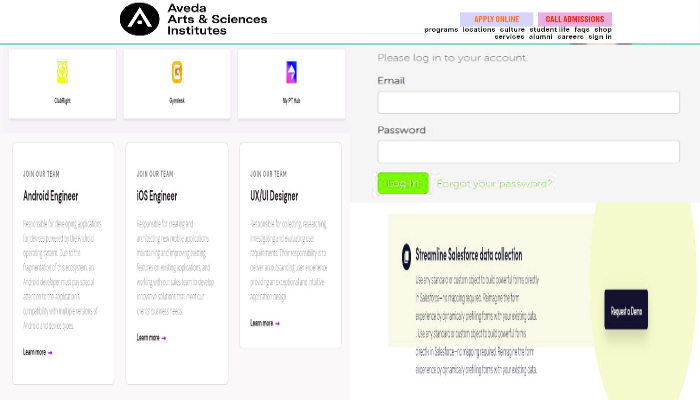 Aveda
Arts & Sciences
Institutes
APPLY ONLINE
CALL ADMISSIONS
programs locations culture student life faqs shop
services alumni careers sign in
ClubRight
Gymdesk
My PT Hub
Please log in to your account.
Email
Password
Log In
Forgot your password?
JOIN OUR TEAM
Android Engineer
Responsible for developing applications
for devices powered by the Android
operating system. Due to the
fragmentation of this ecosystem, an
Android developer must pay special
attention to the application's
compatibility with multiple versions of
Android and device types.
Learn more →
JOIN OUR TEAM
iOS Engineer
Responsible for creating and
architecting new mobile applications,
maintaining and improving existing
features on existing applications, and
working with our sales team to develop
innovative solutions that meet our
clients' business needs.
Learn more →
JOIN OUR TEAM
UX/UI Designer
Responsible for collecting, researching,
investigating and evaluating user
requirements. Their responsibility is to
deliver an outstanding user experience
providing an exceptional and intuitive
application design.
Learn more →
Streamline Salesforce data collection
Use any standard or custom object to build powerful forms directly
in Salesforce–no mapping required. Reimagine the form
experience by dynamically prefilling forms with your existing data.
. Use any standard or custom object to build powerful forms
directly in Salesforce–no mapping required. Reimagine the form
experience by dynamically prefilling forms with your existing data.
Request a Demo